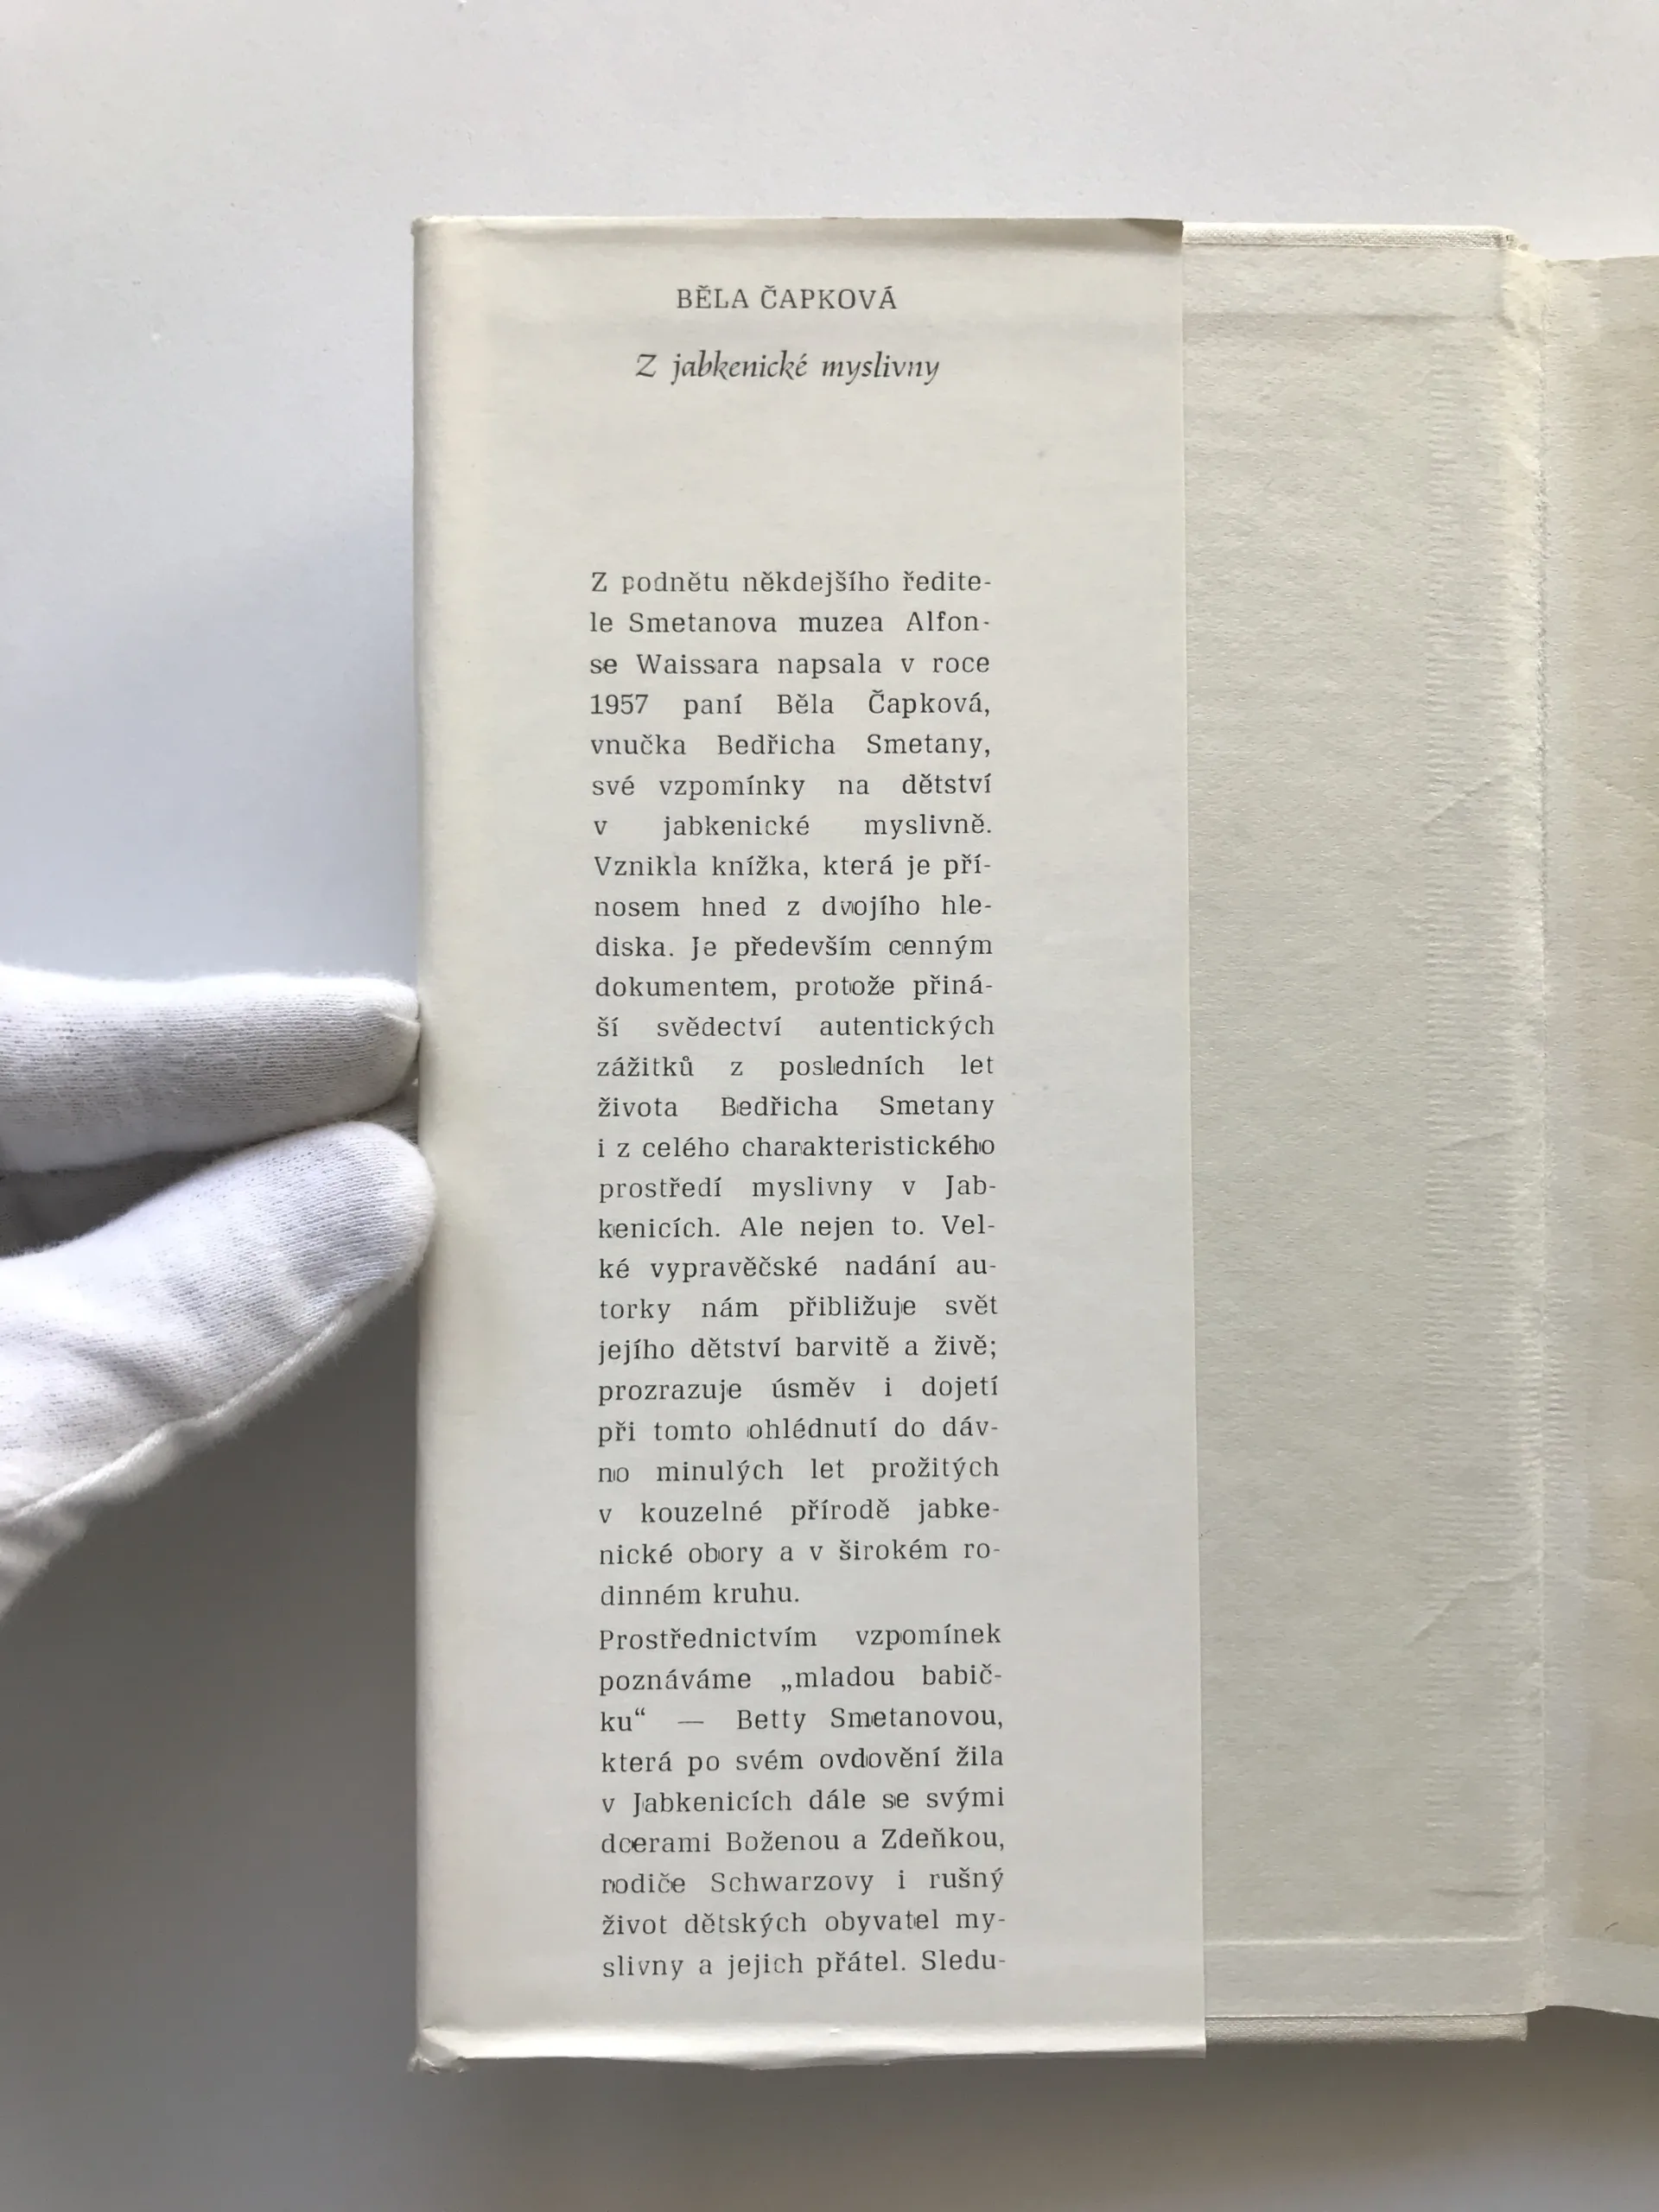 BĚLA ČAPKOVÁ
Z jabkenické myslivny
Z podnětu někdejšího ředite-
le Smetanova muzea Alfon-
se Waissara napsala v roce
1957 paní Běla Čapková,
vnučka Bedřicha Smetany,
své vzpomínky na dětství
v jabkenické myslivně.
Vznikla knížka, která je pří-
nosem hned z dvojího hle-
diska. Je především cenným
dokumentem, protože přiná-
ší svědectví autentických
zážitků z posledních let
života Bedřicha Smetany
i z celého charakteristického
prostředí myslivny v Jab-
kenicích. Ale nejen to. Vel-
ké vypravěčské nadání au-
torky nám přibližuje svět
jejího dětství barvitě a živě;
prozrazuje úsměv i dojetí
při tomto ohlédnutí do dáv-
no minulých let prožitých
v kouzelné přírodě jabke-
nické obory a v širokém ro-
dinném kruhu.
Prostřednictvím vzpomínek
poznáváme „mladou babič-
ku“ — Betty Smetanovou,
která po svém ovdovění žila
v Jabkenicích dále se svými
dcerami Boženou a Zdeňkou,
rodiče Schwarzovy i rušný
život dětských obyvatel my-
slivny a jejich přátel. Sledu-